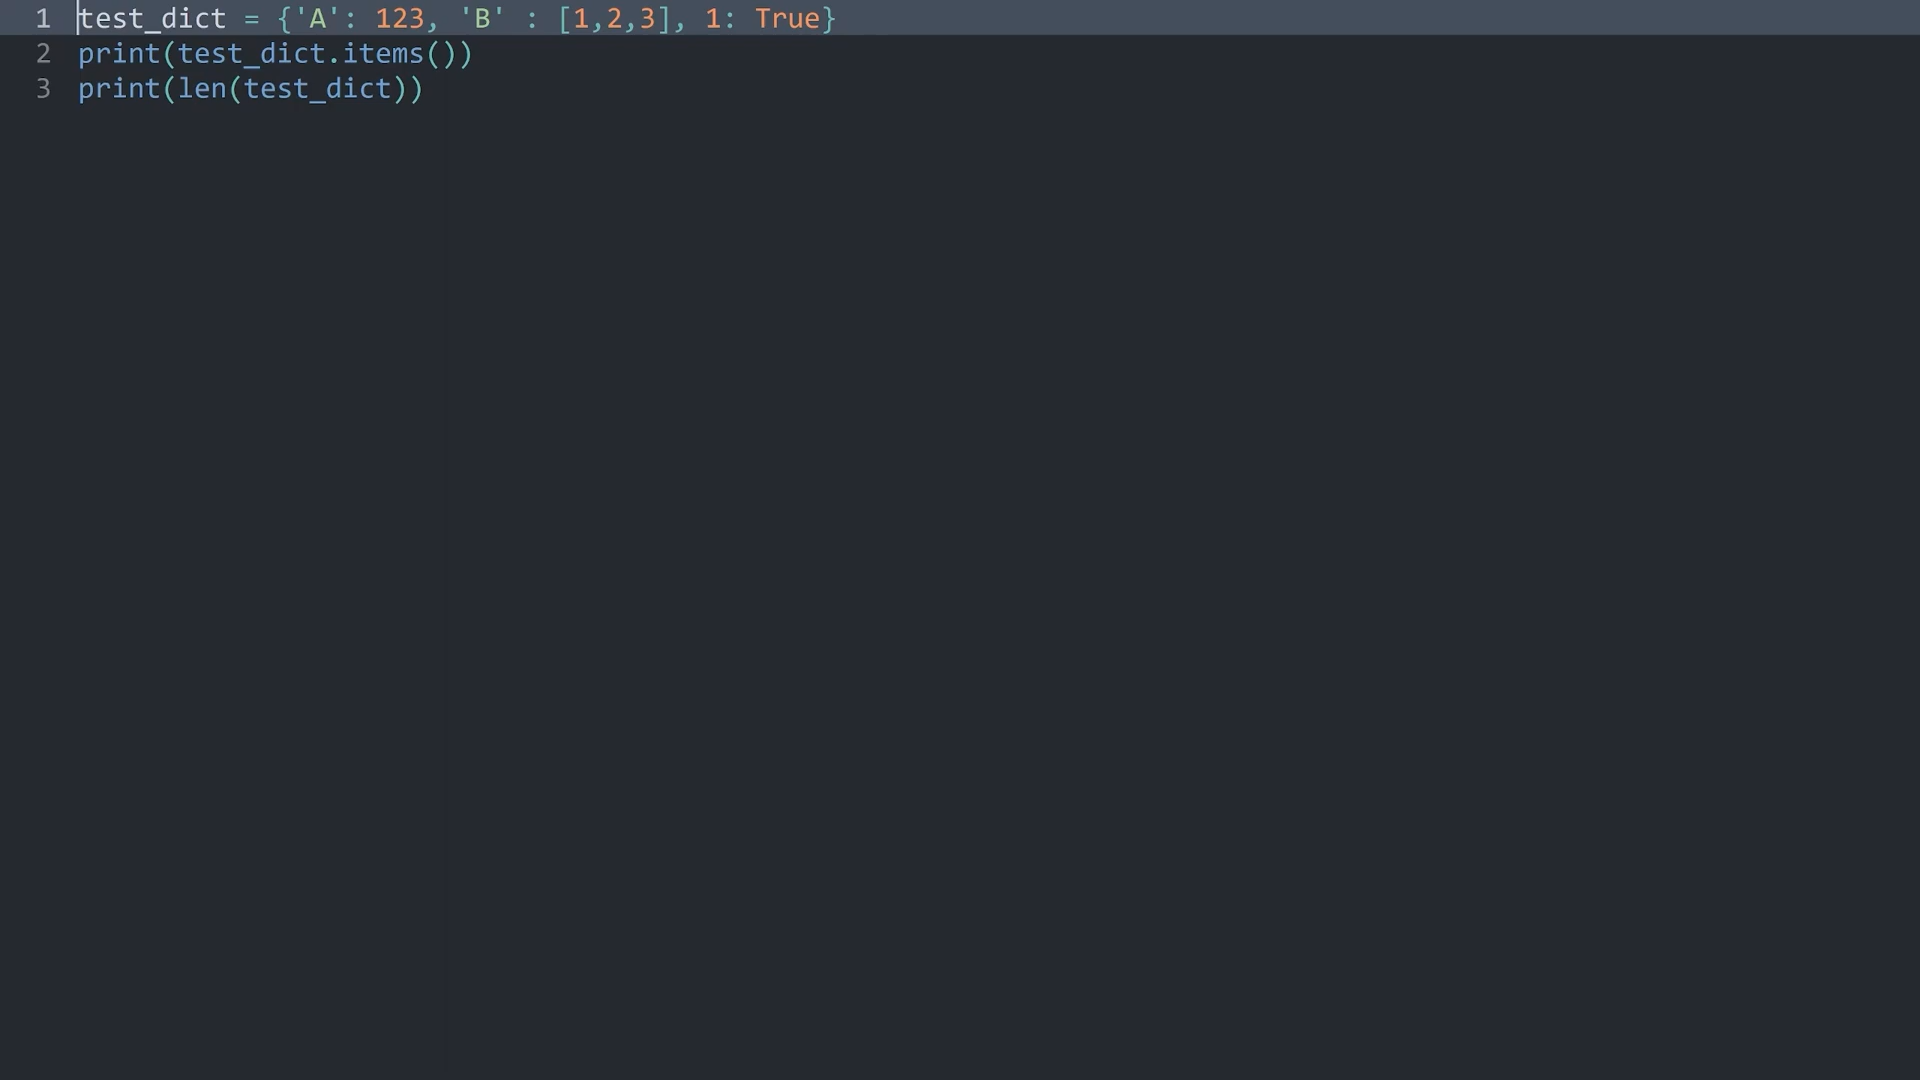 1 test_dict = {'A': 123, 'B' : [1,2,3], 1: True}
2 print(test_dict.items())
3 print(len(test_dict))